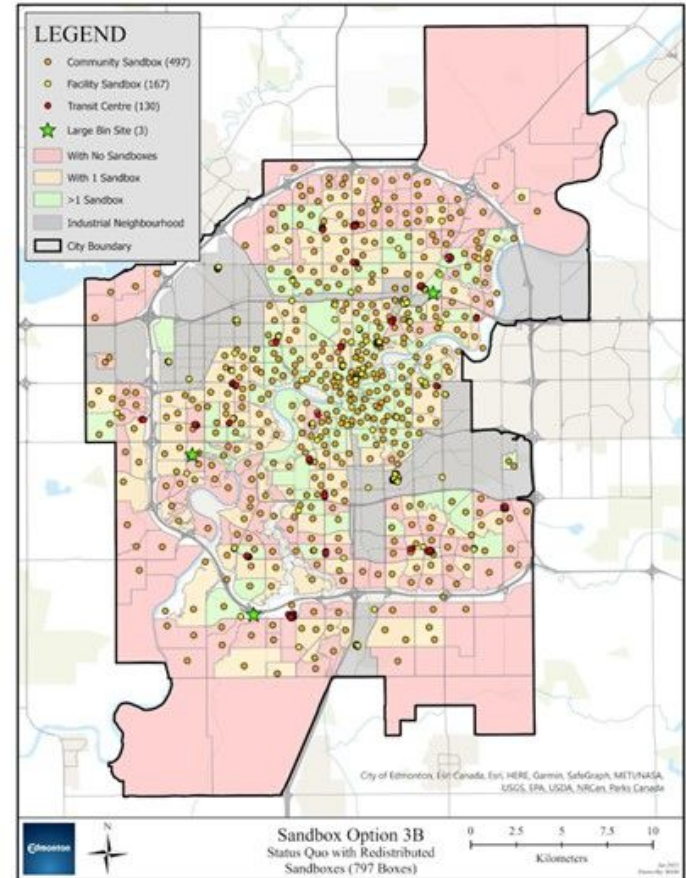 LEGEND
Community Sandbox (497)
Facility Sandbox (167)
Transit Centre (130)
Large Bin Site (3)
With No Sandboxes
With 1 Sandbox
>1 Sandbox
Industrial Neighbourhood
City Boundary
City of Edmonton, Esri Canada, Esri, HERE, Garmin, SafeGraph, METI/NASA,
USGS, EPA, USDA, NRCan, Parks Canada
Edmonton
N
Sandbox Option 3B
Status Quo with Redistributed
Sandboxes (797 Boxes)
0 2.5 5 7.5 10
Kilometers